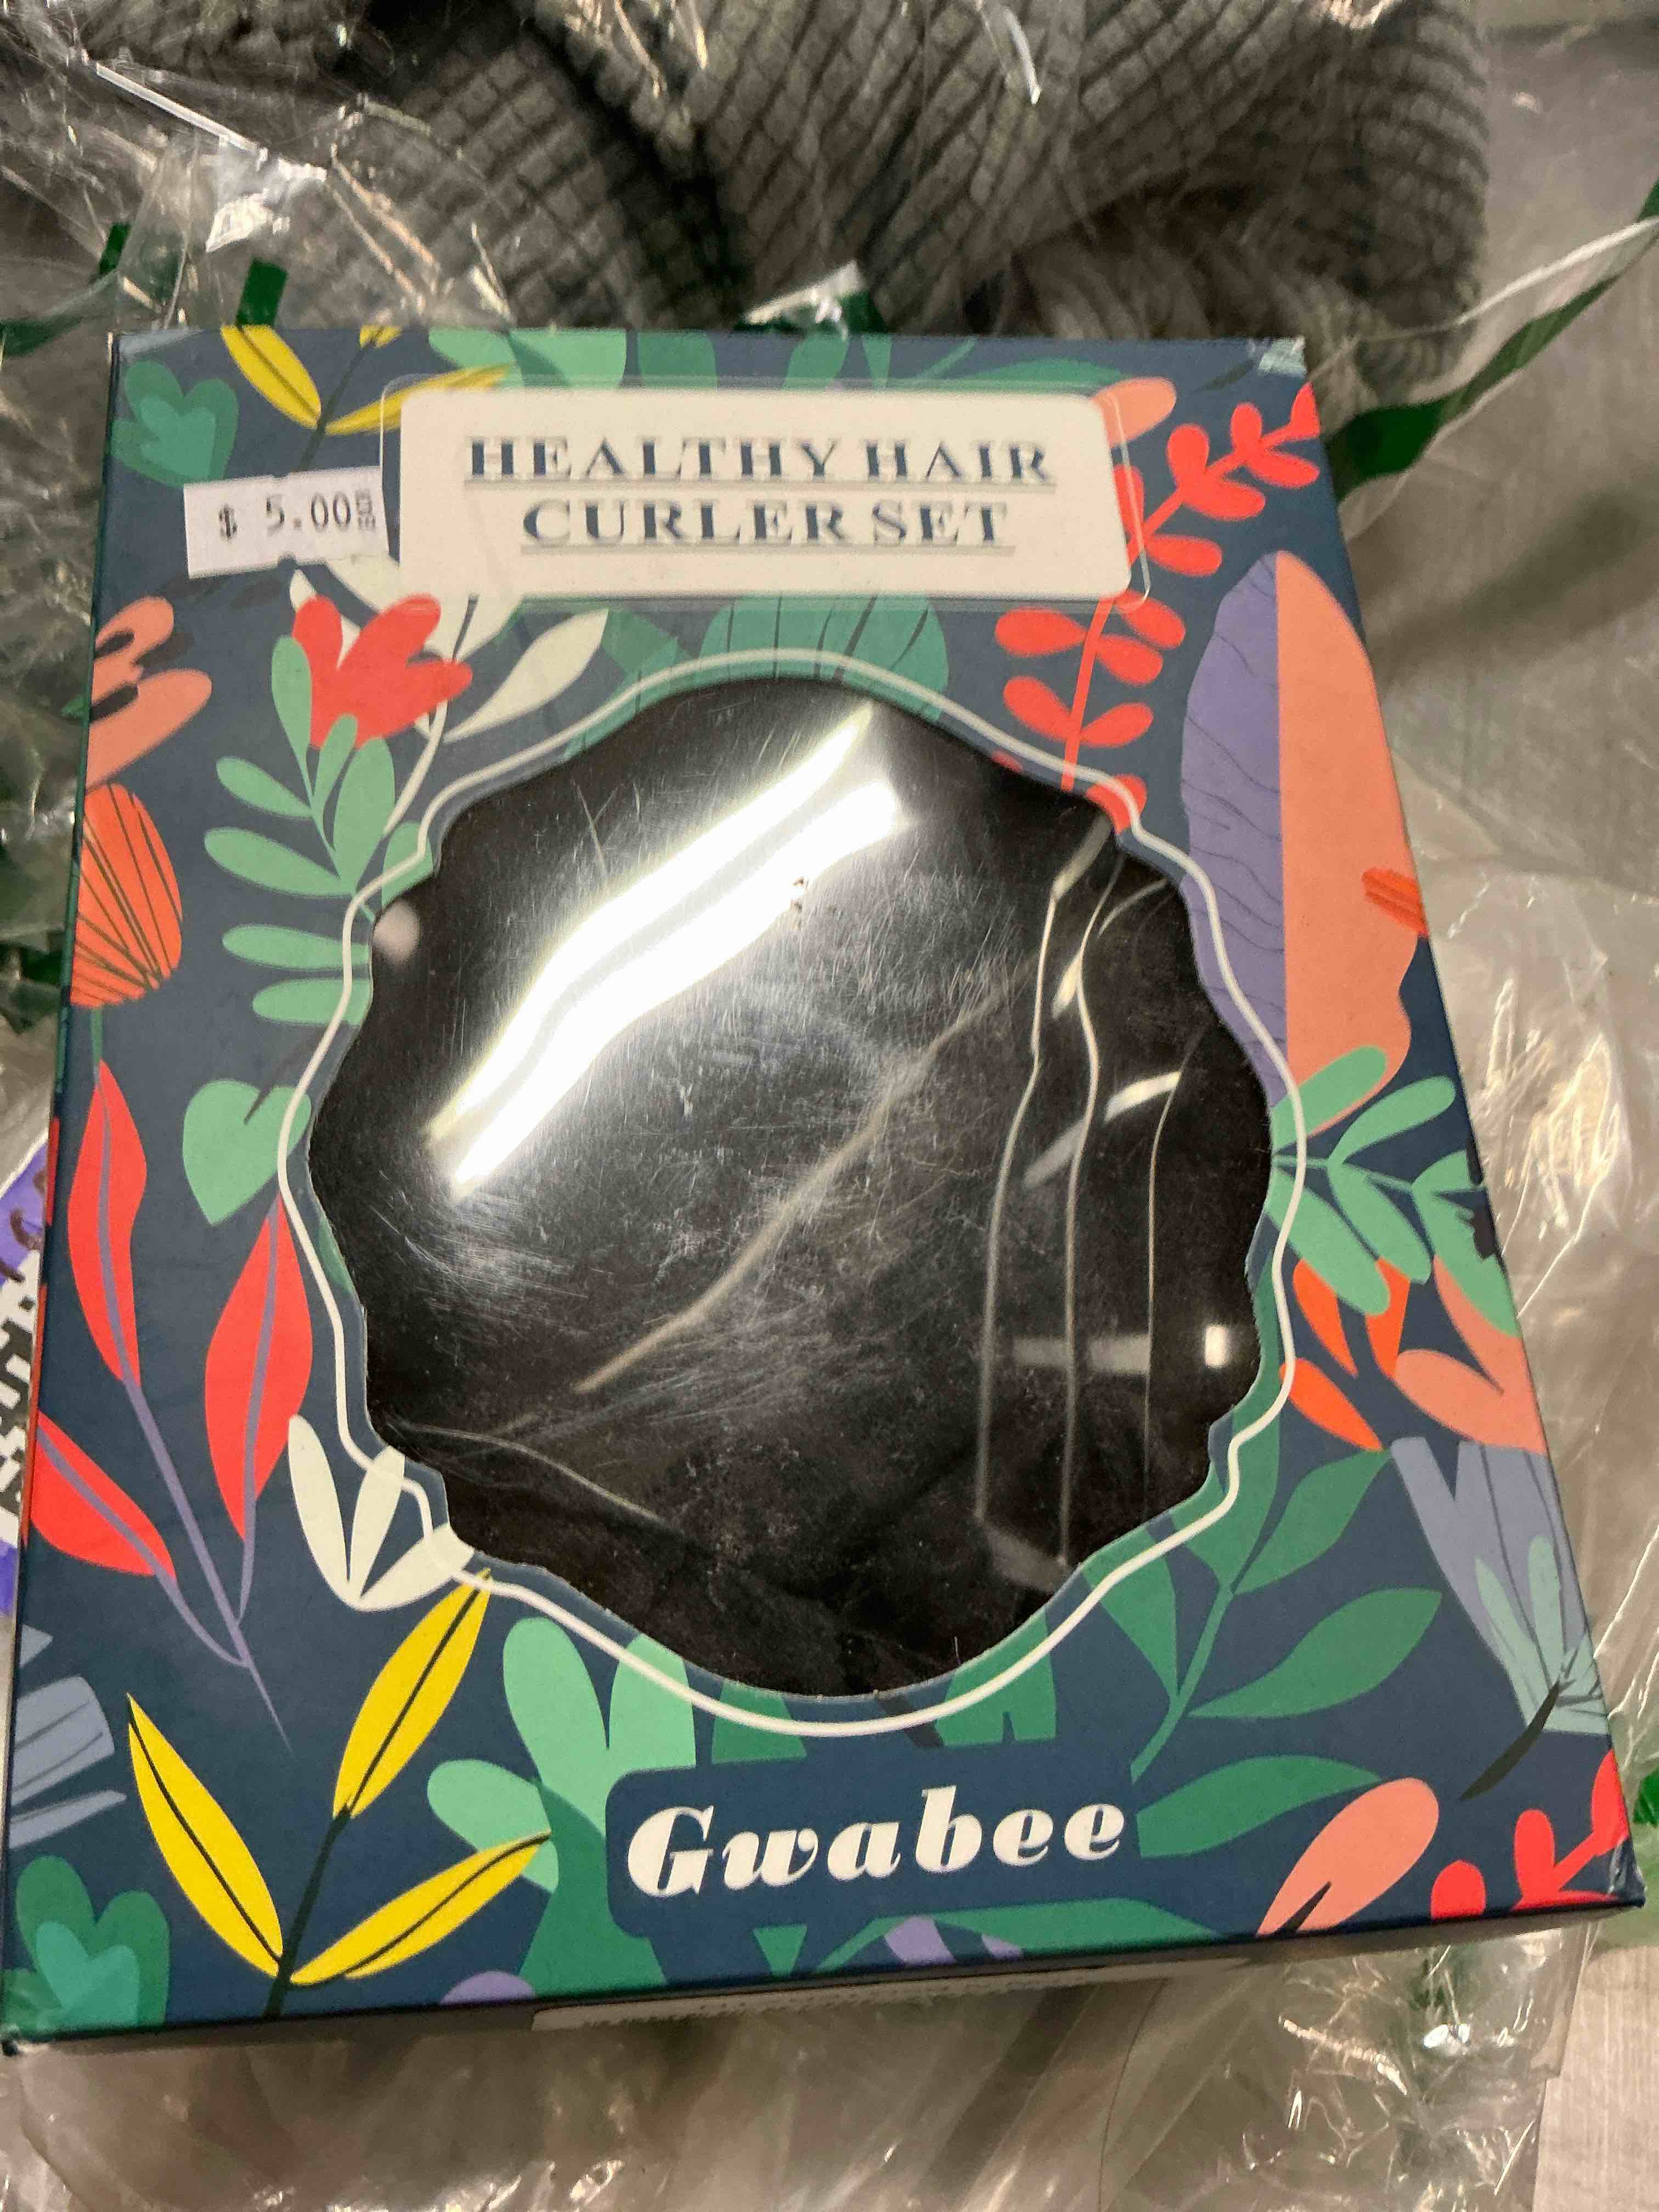 HEALTHY HAIR
CURLER SET
$ 5.00
Gwabee